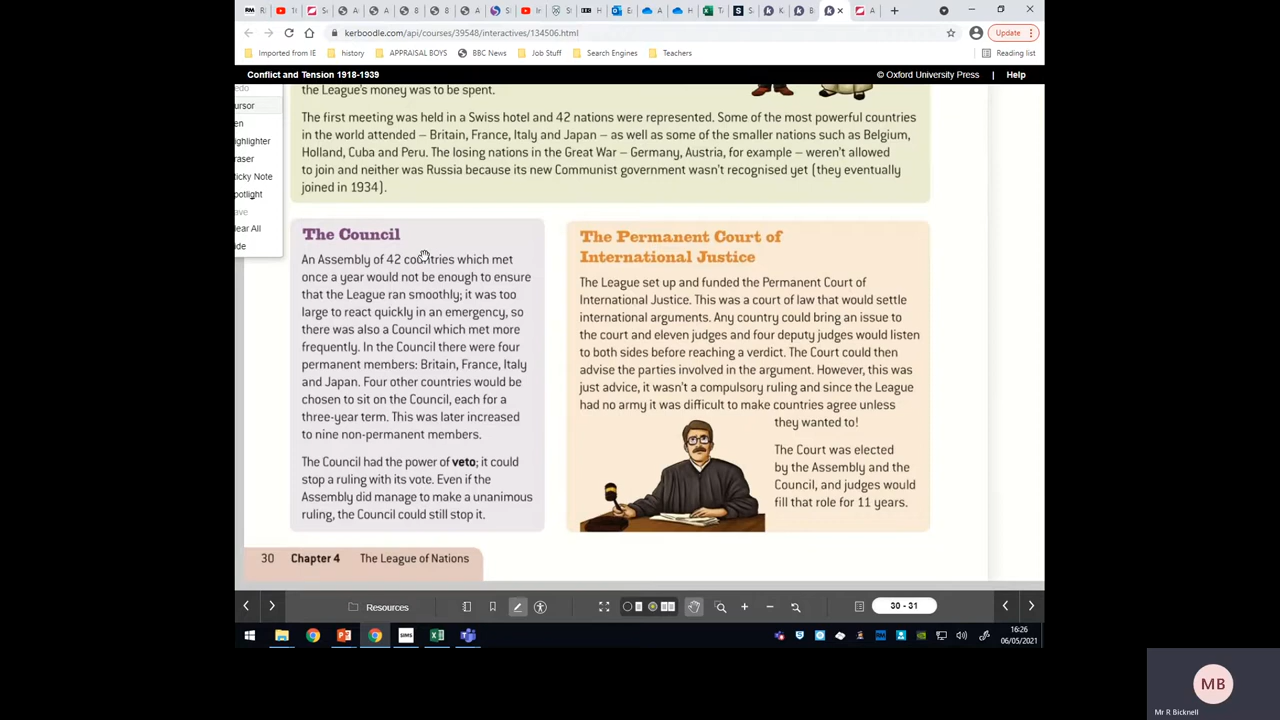 kerboodle.com/api/courses/39548/interactives/134506.html
Update
Imported from IE
history
APPRAISAL BOYS
BBC News
Job Stuff
Search Engines
Teachers
Reading list
Conflict and Tension 1918-1939
© Oxford University Press | Help
the League's money was to be spent.
The first meeting was held in a Swiss hotel and 42 nations were represented. Some of the most powerful countries
in the world attended – Britain, France, Italy and Japan – as well as some of the smaller nations such as Belgium,
Holland, Cuba and Peru. The losing nations in the Great War – Germany, Austria, for example – weren't allowed
to join and neither was Russia because its new Communist government wasn't recognised yet (they eventually
joined in 1934).
edo
ursor
en
ighlighter
raser
ticky Note
potlight
ave
lear All
ide
The Council
An Assembly of 42 countries which met
once a year would not be enough to ensure
that the League ran smoothly; it was too
large to react quickly in an emergency, so
there was also a Council which met more
frequently. In the Council there were four
permanent members: Britain, France, Italy
and Japan. Four other countries would be
chosen to sit on the Council, each for a
three-year term. This was later increased
to nine non-permanent members.
The Council had the power of veto; it could
stop a ruling with its vote. Even if the
Assembly did manage to make a unanimous
ruling, the Council could still stop it.
The Permanent Court of
International Justice
The League set up and funded the Permanent Court of
International Justice. This was a court of law that would settle
international arguments. Any country could bring an issue to
the court and eleven judges and four deputy judges would listen
to both sides before reaching a verdict. The Court could then
advise the parties involved in the argument. However, this was
just advice, it wasn't a compulsory ruling and since the League
had no army it was difficult to make countries agree unless
they wanted to!
The Court was elected
by the Assembly and the
Council, and judges would
fill that role for 11 years.
30 Chapter 4 The League of Nations
Resources
30 - 31
SIMS
16:26
06/05/2021
MB
Mr R Bicknell